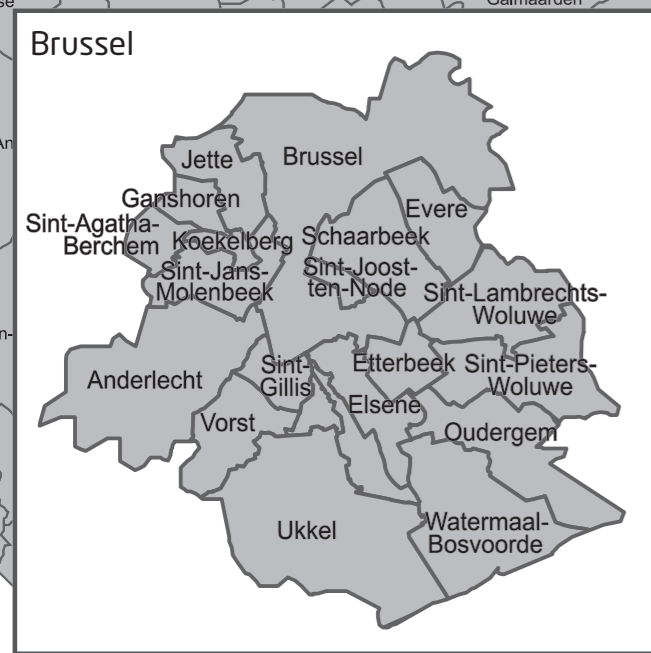 Galmaarden
Brussel
Jette
Brussel
Ganshoren
Evere
Sint-Agatha-
Berchem
Koekelberg
Schaarbeek
Sint-Jans-
Molenbeek
Sint-Joost-
ten-Node
Sint-Lambrechts-
Woluwe
Anderlecht
Sint-
Gillis
Etterbeek
Sint-Pieters-
Woluwe
Elsene
Vorst
Oudergem
Ukkel
Watermaal-
Bosvoorde